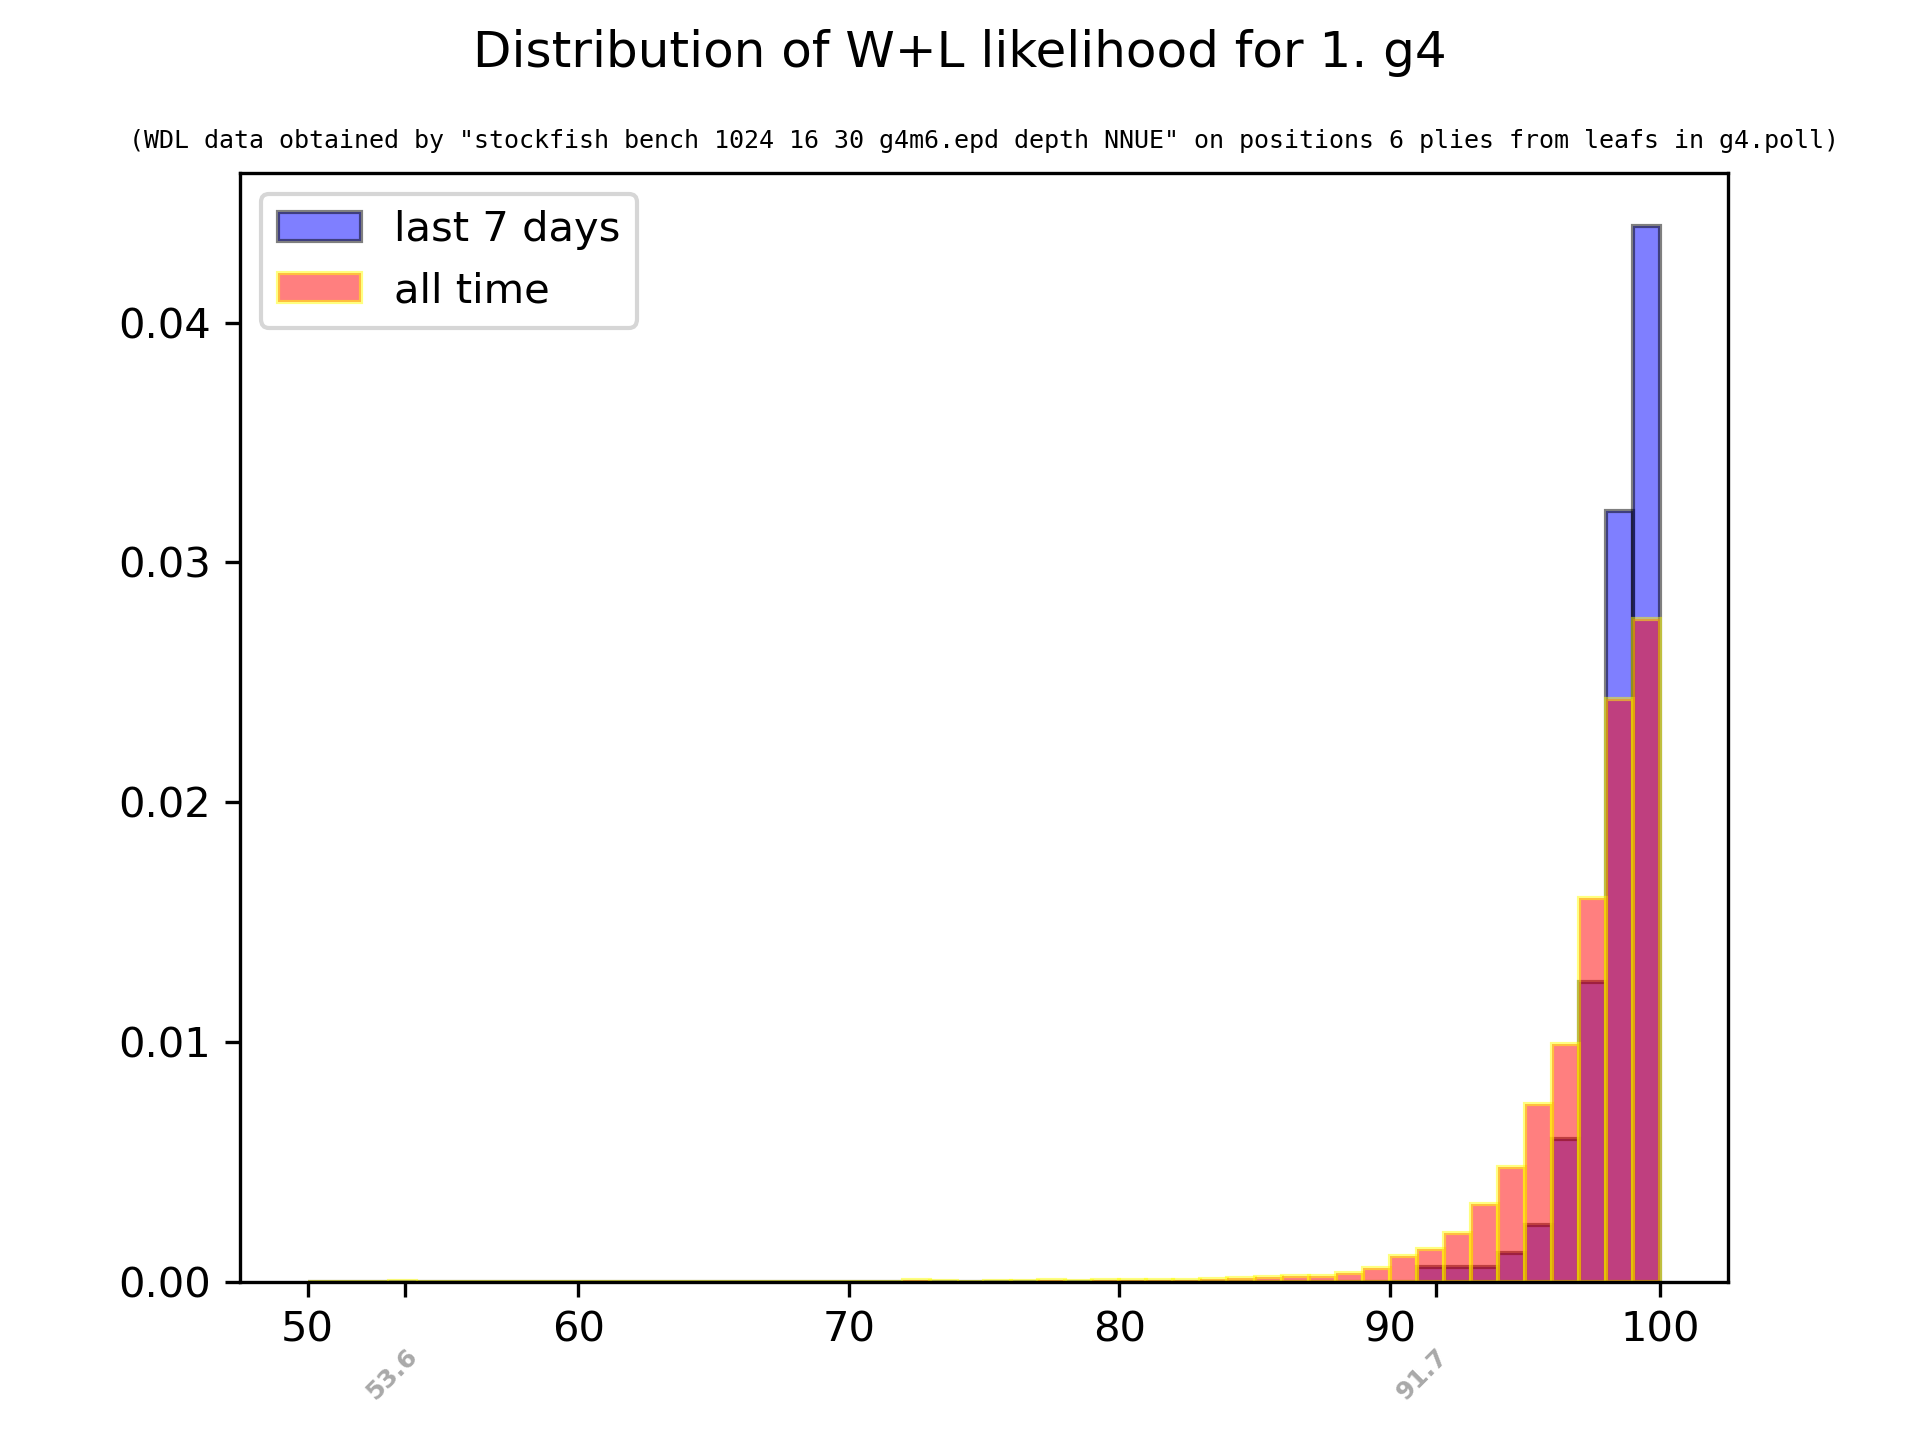 Distribution of W+L likelihood for 1. g4
(WDL data obtained by "stockfish bench 1024 16 30 g4m6.epd depth NNUE" on positions 6 plies from leafs in g4.poll)
last 7 days
all time
0.04
0.03
0.02
0.01
0.00
50 60 70 80 90 100
53.6 91.7